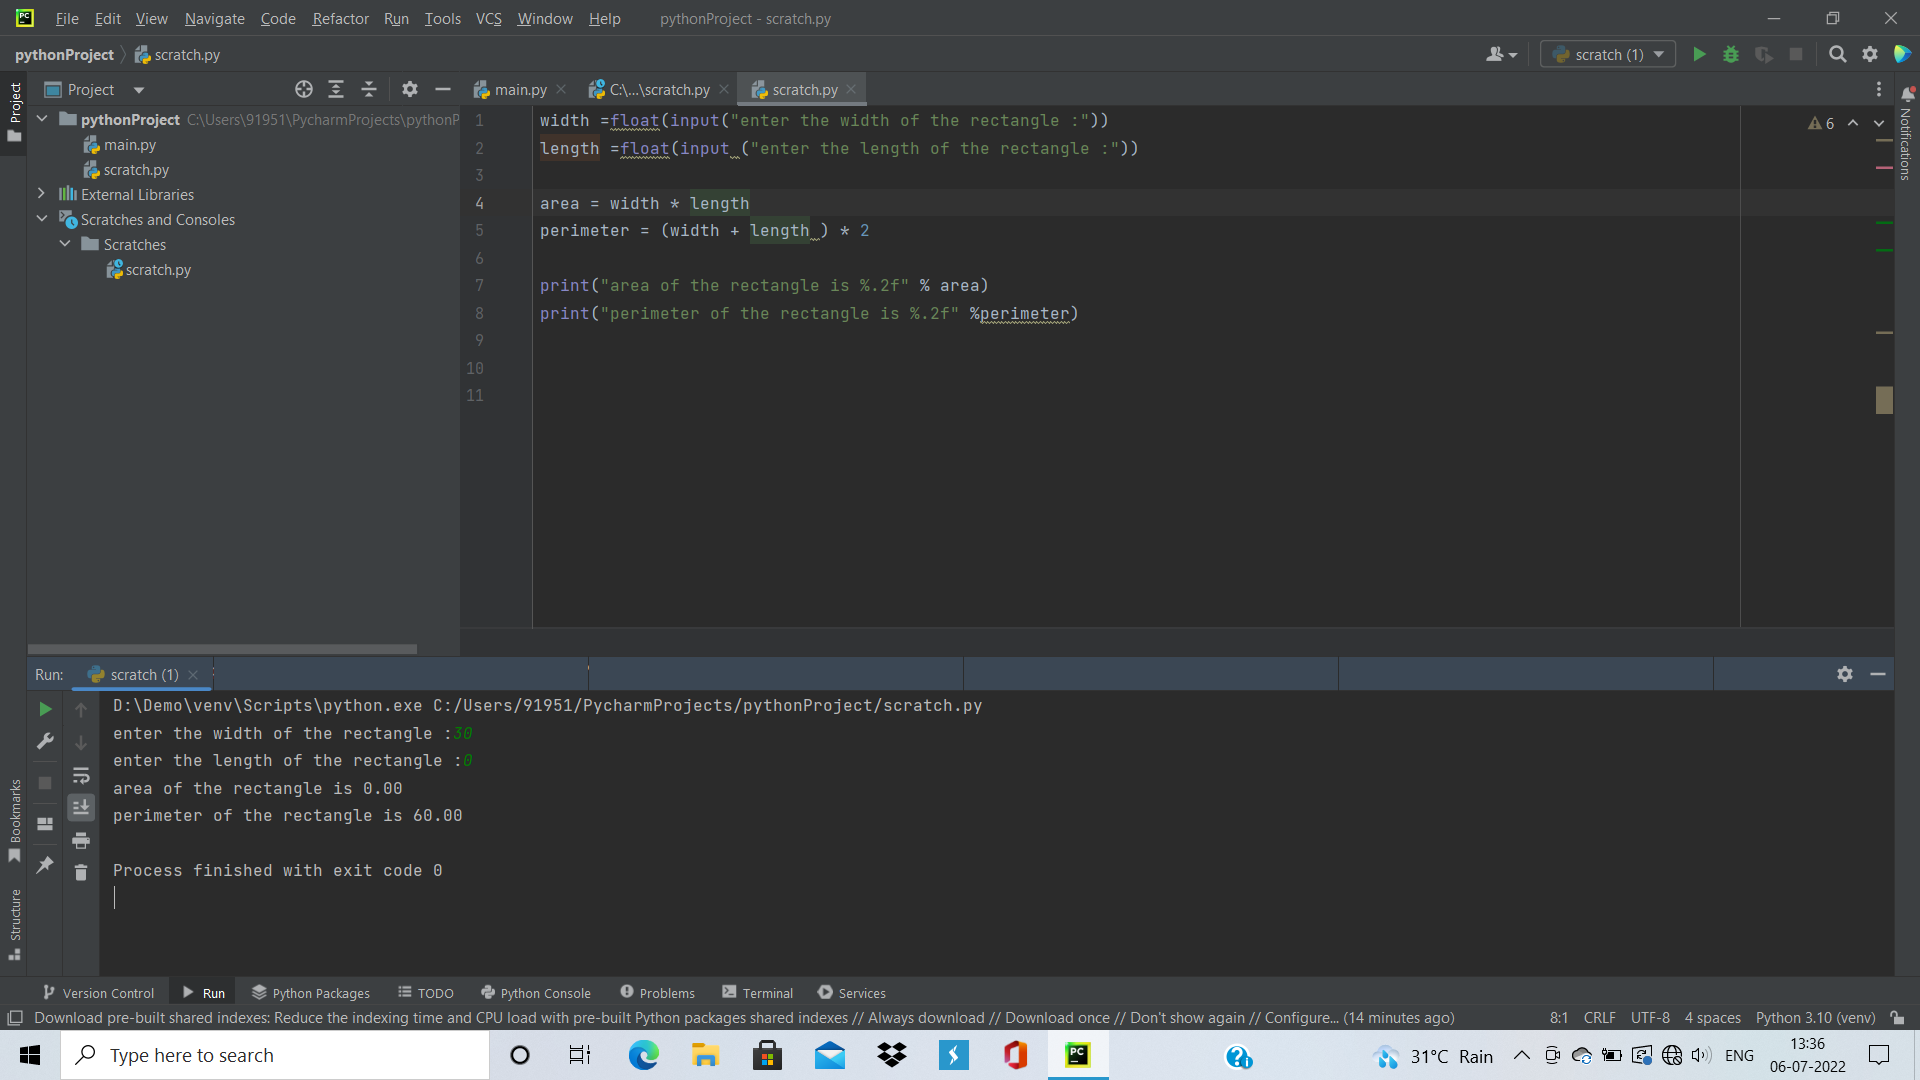 File Edit View Navigate Code Refactor Run Tools VCS Window Help pythonProject - scratch.py
pythonProject scratch.py scratch (1)
Project main.py C:\...\scratch.py scratch.py
Project
pythonProject C:\Users\91951\PycharmProjects\pythonP
main.py
scratch.py
External Libraries
Scratches and Consoles
Scratches
scratch.py
1 width =float(input("enter the width of the rectangle :"))
2 length =float(input ("enter the length of the rectangle :"))
3
4 area = width * length
5 perimeter = (width + length ) * 2
6
7 print("area of the rectangle is %.2f" % area)
8 print("perimeter of the rectangle is %.2f" %perimeter)
9
10
11
6
Notifications
Run: scratch (1)
D:\Demo\venv\Scripts\python.exe C:/Users/91951/PycharmProjects/pythonProject/scratch.py
enter the width of the rectangle :30
enter the length of the rectangle :0
area of the rectangle is 0.00
perimeter of the rectangle is 60.00
Process finished with exit code 0
Bookmarks
Structure
Version Control Run Python Packages TODO Python Console Problems Terminal Services
Download pre-built shared indexes: Reduce the indexing time and CPU load with pre-built Python packages shared indexes // Always download // Download once // Don't show again // Configure... (14 minutes ago) 8:1 CRLF UTF-8 4 spaces Python 3.10 (venv)
Type here to search PC 31°C Rain ENG 13:36
06-07-2022